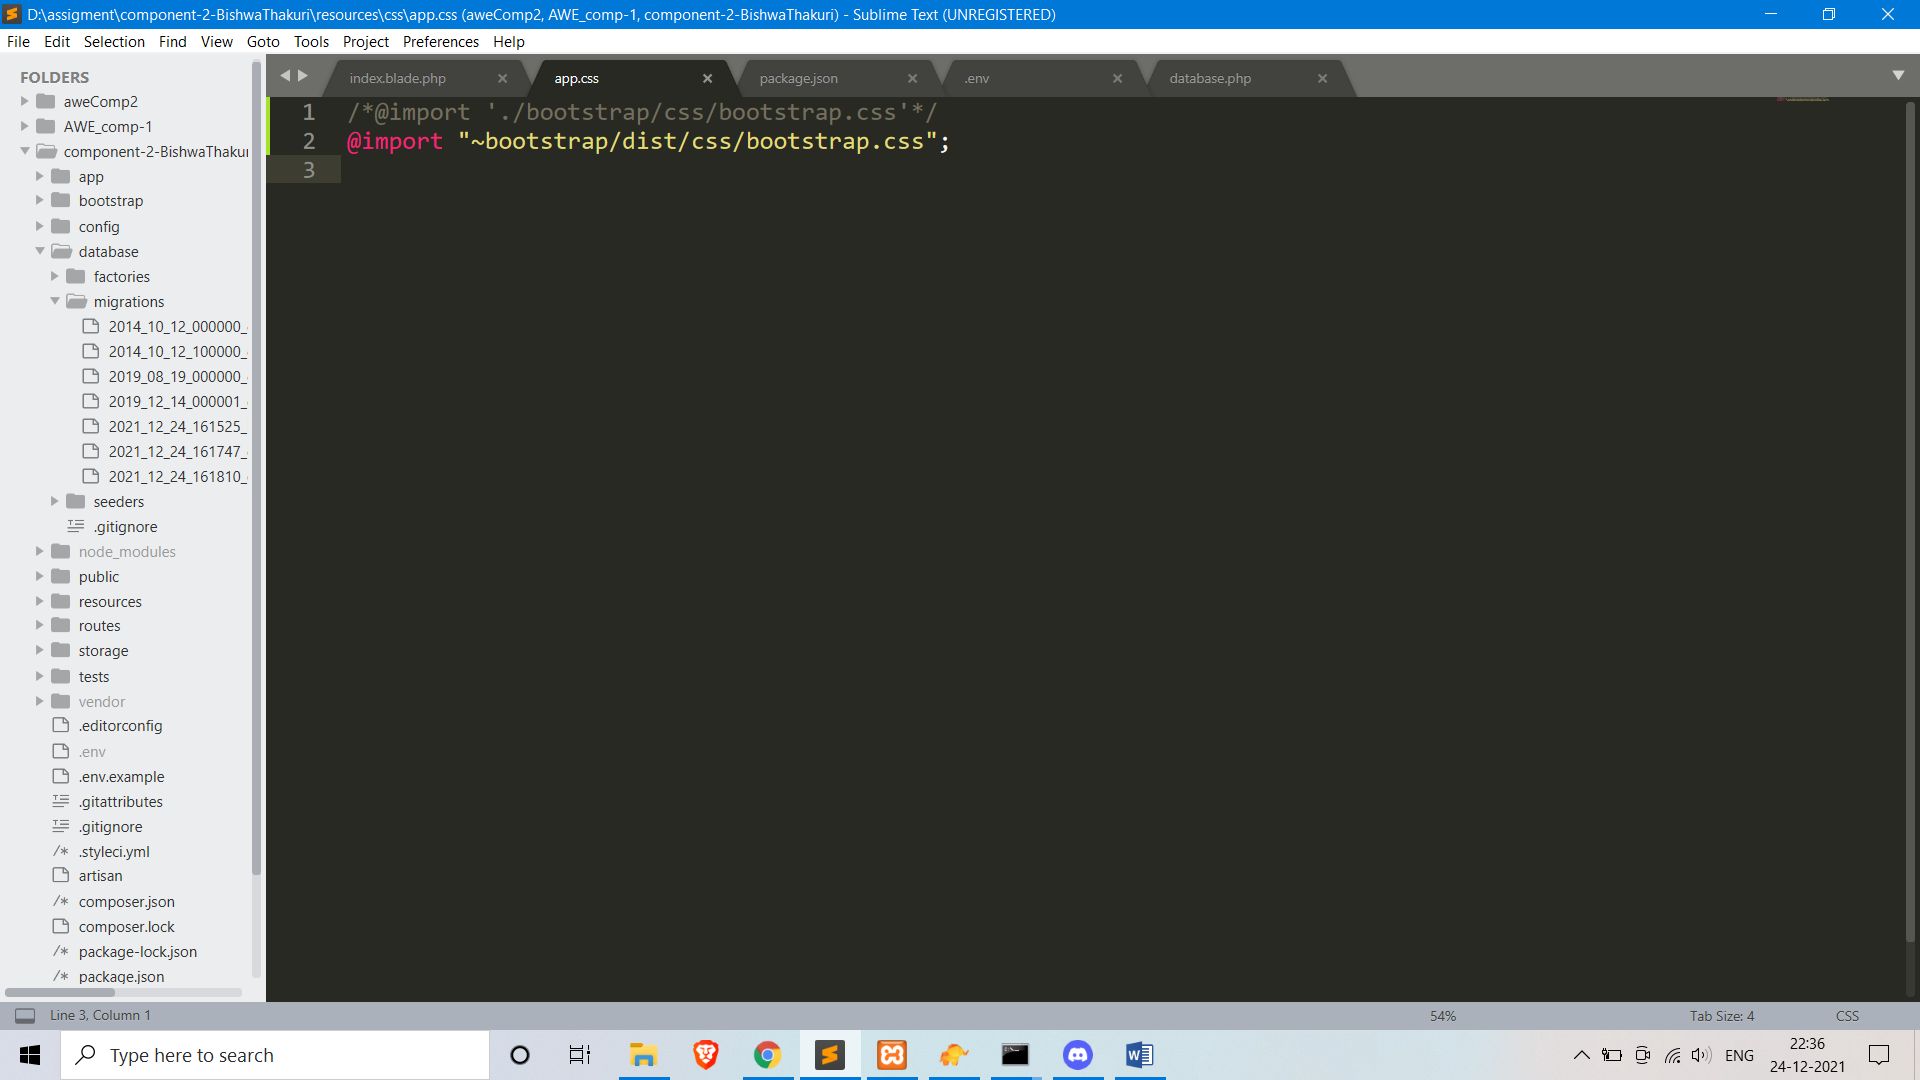 D:\assigment\component-2-BishwaThakuri\resources\css\app.css (aweComp2, AWE_comp-1, component-2-BishwaThakuri) - Sublime Text (UNREGISTERED)
File Edit Selection Find View Goto Tools Project Preferences Help
FOLDERS
aweComp2
AWE_comp-1
component-2-BishwaThakur
app
bootstrap
config
database
factories
migrations
2014_10_12_000000_
2014_10_12_100000_
2019_08_19_000000_
2019_12_14_000001_
2021_12_24_161525_
2021_12_24_161747_
2021_12_24_161810_
seeders
.gitignore
node_modules
public
resources
routes
storage
tests
vendor
.editorconfig
.env
.env.example
.gitattributes
.gitignore
.styleci.yml
artisan
composer.json
composer.lock
package-lock.json
package.json
index.blade.php app.css package.json .env database.php
1 /*@import './bootstrap/css/bootstrap.css'*/
2 @import "~bootstrap/dist/css/bootstrap.css";
3
Line 3, Column 1 54% Tab Size: 4 CSS
Type here to search
ENG
22:36
24-12-2021